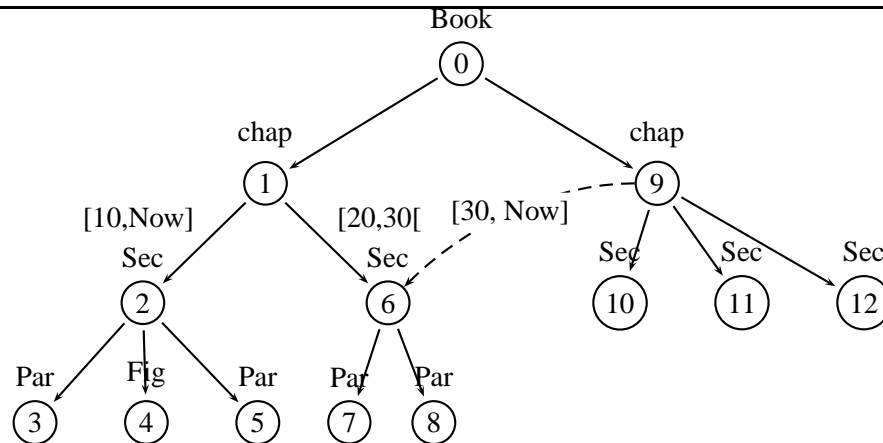 Book
0
chap
chap
1
9
[10,Now]
[20,30[
[30, Now]
Sec
Sec
Sec
Sec
Sec
2
6
10
11
12
Par
Fig
Par
Par
Par
3
4
5
7
8